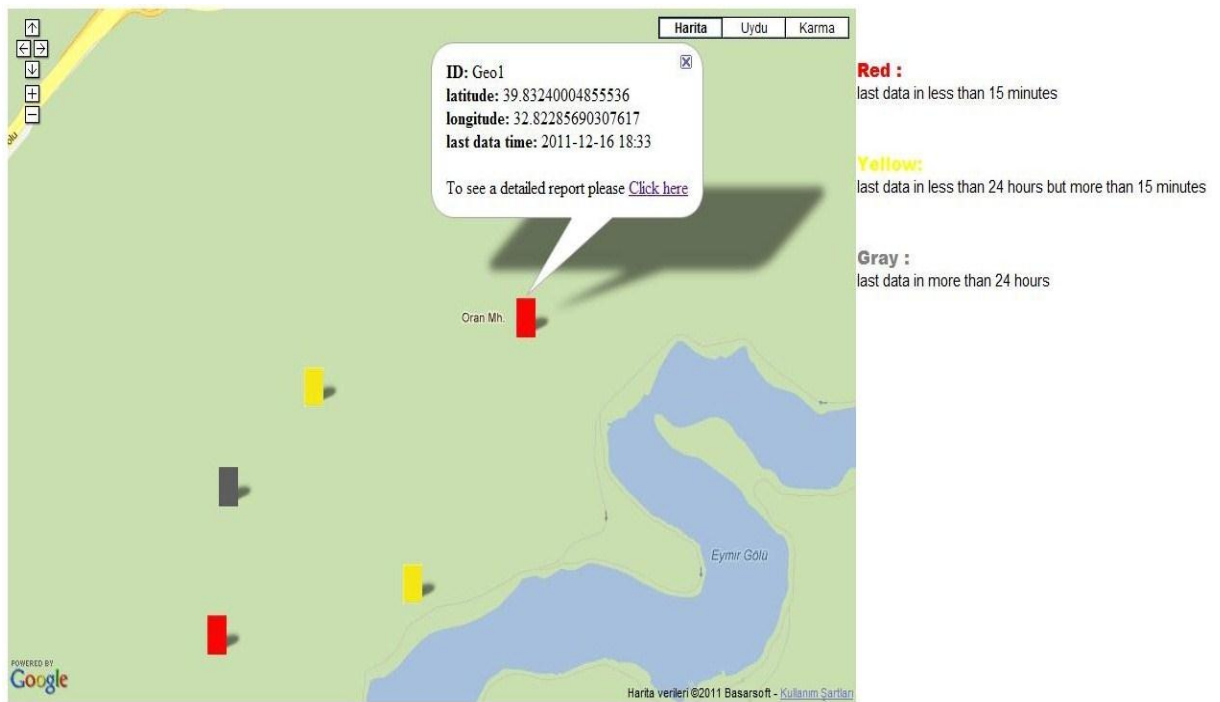 Harita Uydu Karma
ID: Geo1
latitude: 39.83240004855536
longitude: 32.82285690307617
last data time: 2011-12-16 18:33
To see a detailed report please Click here
Red :
last data in less than 15 minutes
Yellow:
last data in less than 24 hours but more than 15 minutes
Gray :
last data in more than 24 hours
olu
Oran Mh.
Eymir Gölü
POWERED BY
Google
Harita verileri ©2011 Basarsoft - Kullanım Şartları